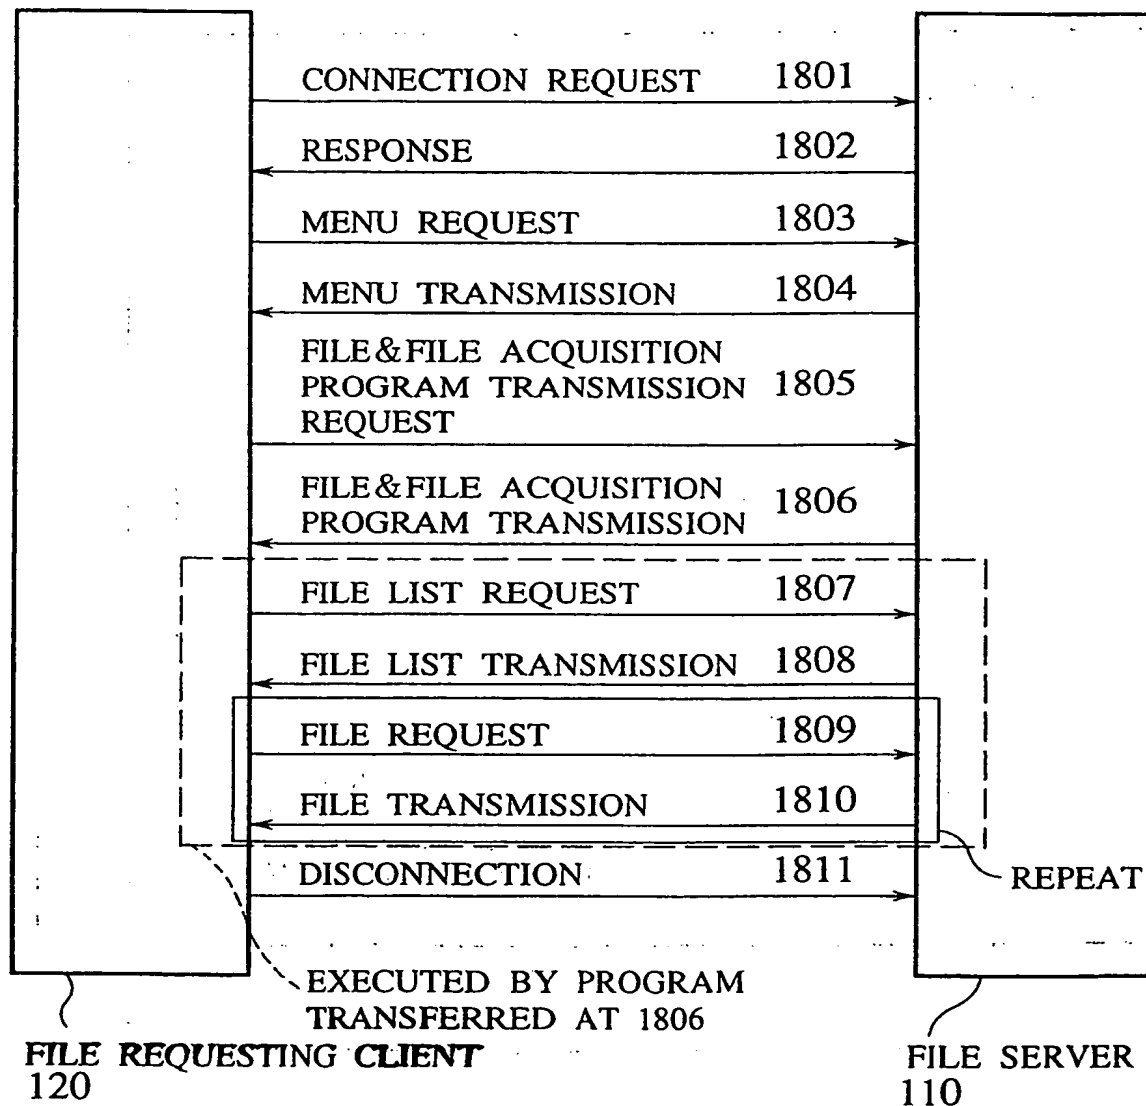 CONNECTION REQUEST 1801
RESPONSE 1802
MENU REQUEST 1803
MENU TRANSMISSION 1804
FILE&FILE ACQUISITION
PROGRAM TRANSMISSION 1805
REQUEST
FILE&FILE ACQUISITION
PROGRAM TRANSMISSION 1806
FILE LIST REQUEST 1807
FILE LIST TRANSMISSION 1808
FILE REQUEST 1809
FILE TRANSMISSION 1810
DISCONNECTION 1811
REPEAT
EXECUTED BY PROGRAM
TRANSFERRED AT 1806
FILE REQUESTING CLIENT
120
FILE SERVER
110